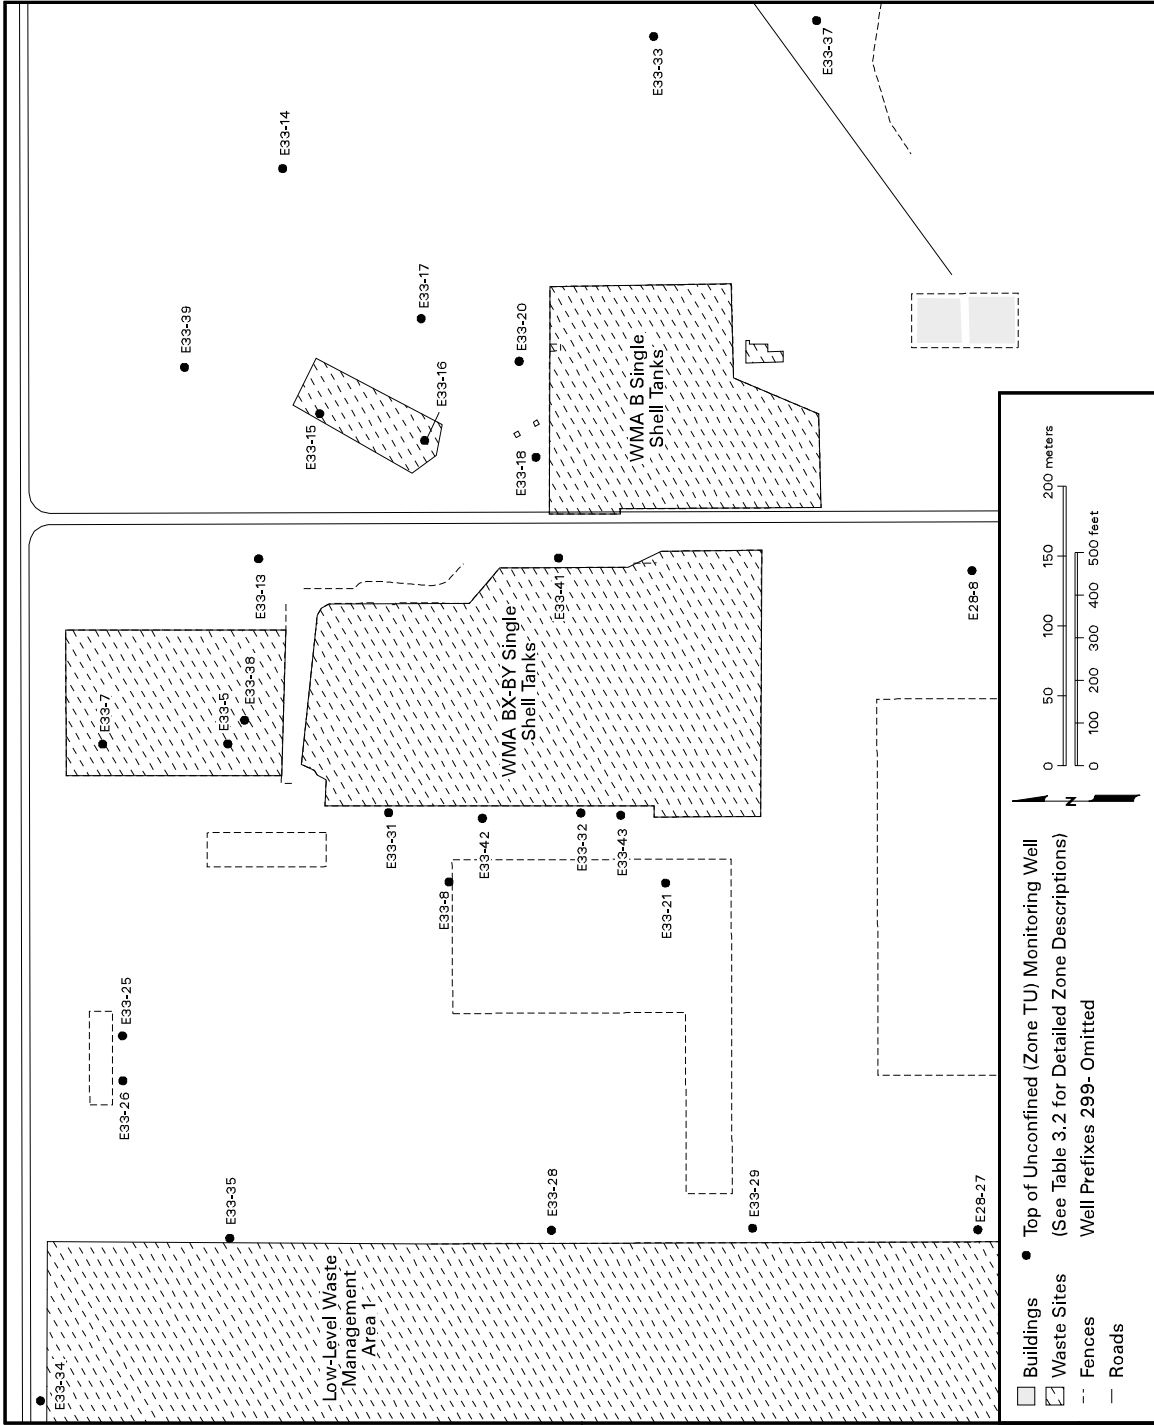 E33-34
E33-35
E33-26
E33-25
E33-7
E33-5
E33-38
E33-13
E33-39
E33-14
E33-15
E33-16
E33-17
E33-18
E33-20
E33-33
E33-37
E33-31
E33-42
E33-32
E33-43
E33-8
E33-21
E33-41
E33-28
E33-29
E28-27
E28-8
Low-Level Waste
Management
Area 1
WMA BX-BY Single
Shell Tanks
WMA B Single
Shell Tanks
Buildings
Waste Sites
Fences
Roads
Top of Unconfined (Zone TU) Monitoring Well
(See Table 3.2 for Detailed Zone Descriptions)
Well Prefixes 299- Omitted
N
0 50 100 150 200 meters
0 100 200 300 400 500 feet